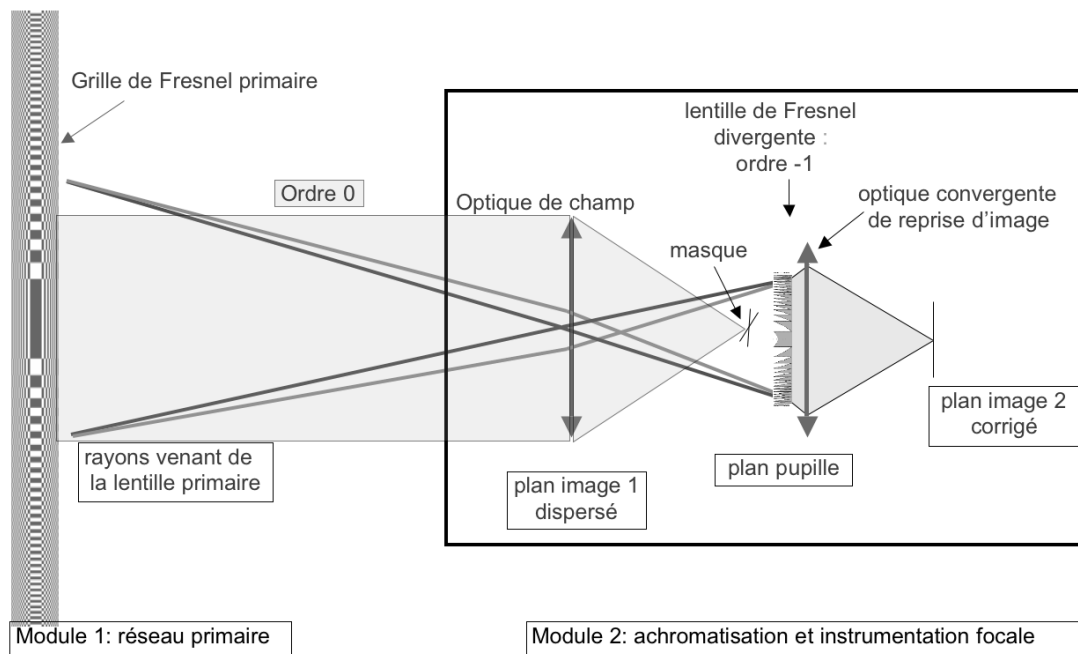 Grille de Fresnel primaire
Ordre 0
lentille de Fresnel
divergente :
ordre -1
optique convergente
de reprise d'image
Optique de champ
masque
rayons venant de
la lentille primaire
plan image 1
dispersé
plan pupille
plan image 2
corrigé
Module 1: réseau primaire
Module 2: achromatisation et instrumentation focale